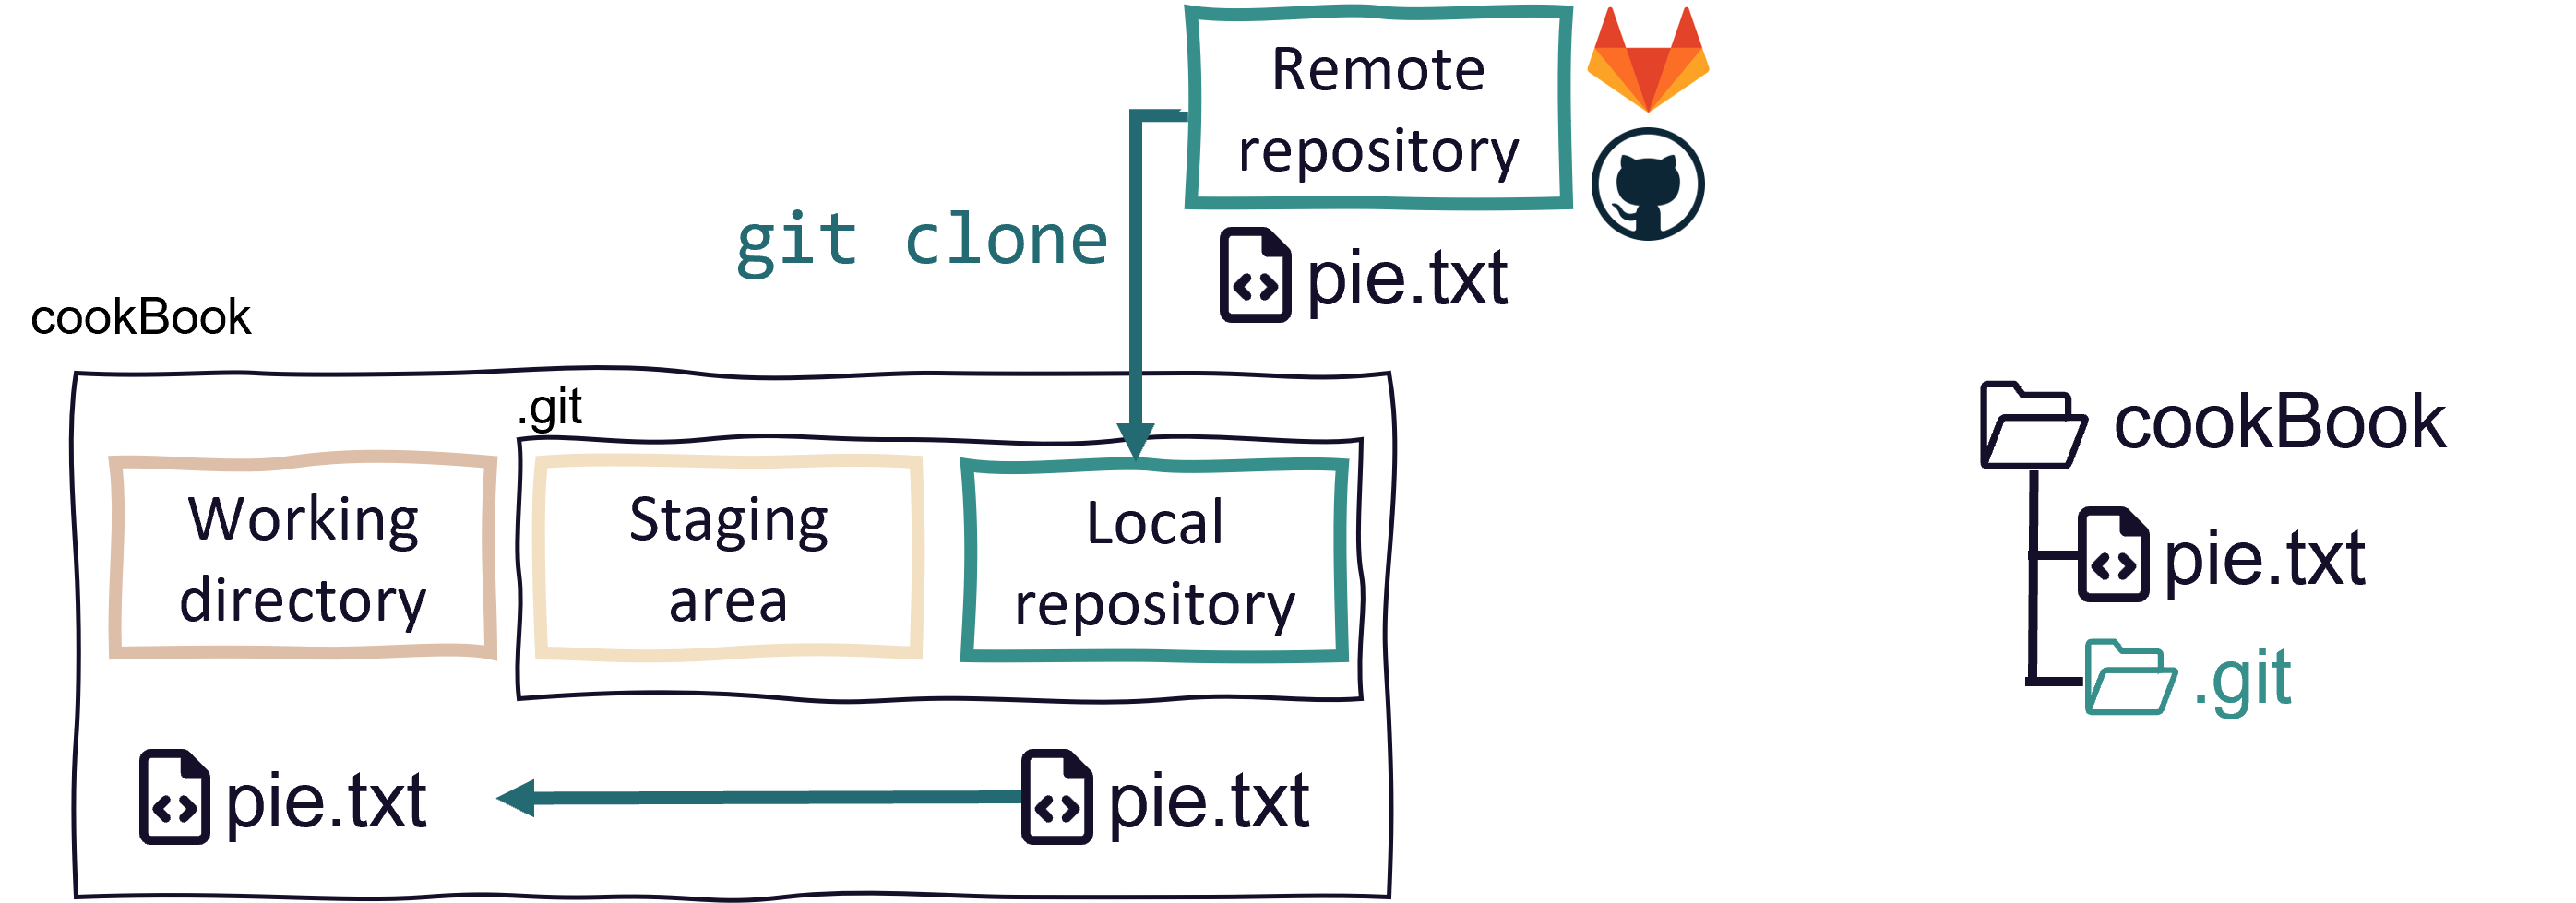 Remote
repository
git clone
pie.txt
cookBook
.git
Working
directory
Staging
area
Local
repository
pie.txt
pie.txt
cookBook
pie.txt
.git